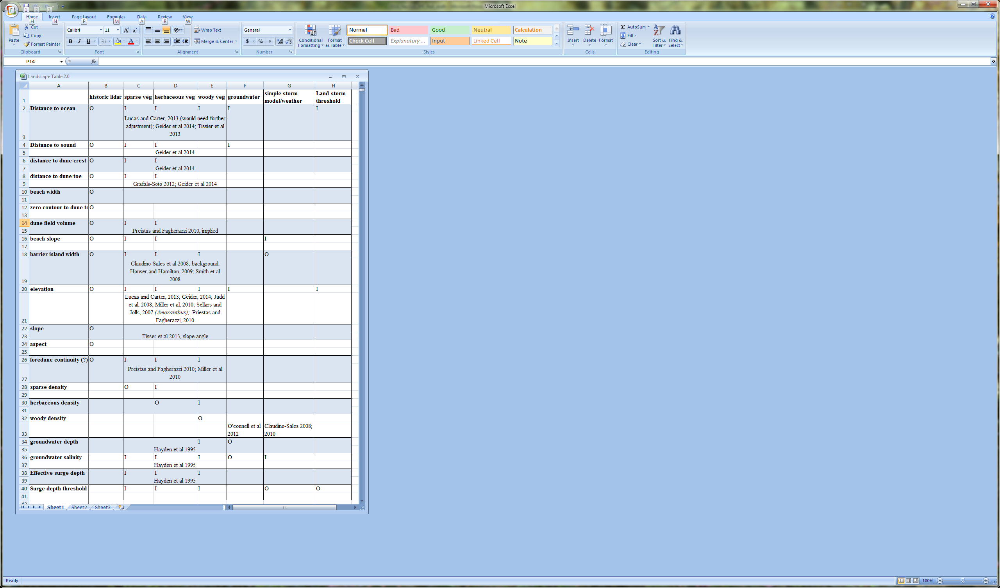 Microsoft Excel
F 1 2 3
Home Insert Page Layout Formulas Data Review View
H N P M A R W
Paste
Cut
Copy
Format Painter
Clipboard
Calibri 11
B I U
Font
Wrap Text
Merge & Center
Alignment
General
$ % ,
Number
Conditional Formatting
Format as Table
Normal Bad Good Neutral Calculation
Check Cell Explanatory ... Input Linked Cell Note
Styles
Insert Delete Format
Cells
AutoSum
Fill
Clear
Sort & Filter
Find & Select
Editing
P14 fx
Landscape Table 2.0
A B C D E F G H
1 historic lidar sparse veg herbaceous veg woody veg groundwater simple storm model/weather Land-storm threshold
2 Distance to ocean O I I I I I
3 Lucas and Carter, 2013 (would need further
adjustment); Geider et al 2014; Tissier et al
2013
4 Distance to sound O I I I
5 Geider et al 2014
6 distance to dune crest O I I
7 Geider et al 2014
8 distance to dune toe O I I
9 Grafals-Soto 2012; Geider et al 2014
10 beach width O
11
12 zero contour to dune to O
13
14 dune field volume O I I
15 Preistas and Fagherazzi 2010, implied
16 beach slope O I I I
17
18 barrier island width O I I I O
19 Claudino-Sales et al 2008; background:
Houser and Hamilton, 2009; Smith et al
2008
20 elevation O I I I I I
21 Lucas and Carter, 2013; Geider, 2014; Judd
et al, 2008; Miller et al, 2010; Sellars and
Jolls, 2007 (Amaranthus); Priestas and
Fagherazzi, 2010
22 slope O
23 Tisser et al 2013, slope angle
24 aspect O
25
26 foredune continuity (?) O I I I
27 Preistas and Fagherazzi 2010; Miller et al
2010
28 sparse density O I
29
30 herbaceous density O I
31
32 woody density O
33 O'connell et al 2012 Claudino-Sales 2008; 2010
34 groundwater depth I O
35 Hayden et al 1995
36 groundwater salinity I I I O I
37 Hayden et al 1995
38 Effective surge depth I I I
39 Hayden et al 1995
40 Surge depth threshold I I I O O
41
Sheet1 Sheet2 Sheet3
Ready 100%